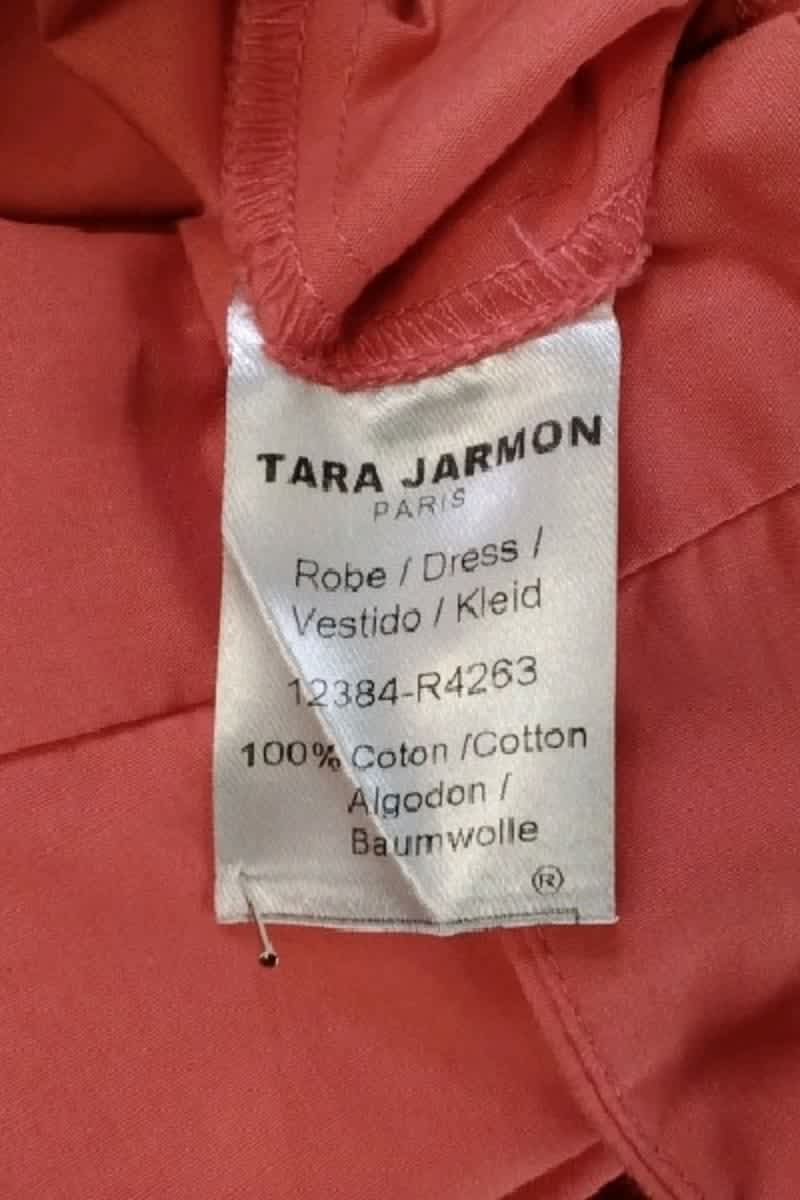 TARA JARMON
PARIS
Robe / Dress /
Vestido / Kleid
12384-R4263
100% Coton /Cotton
Algodon /
Baumwolle
®